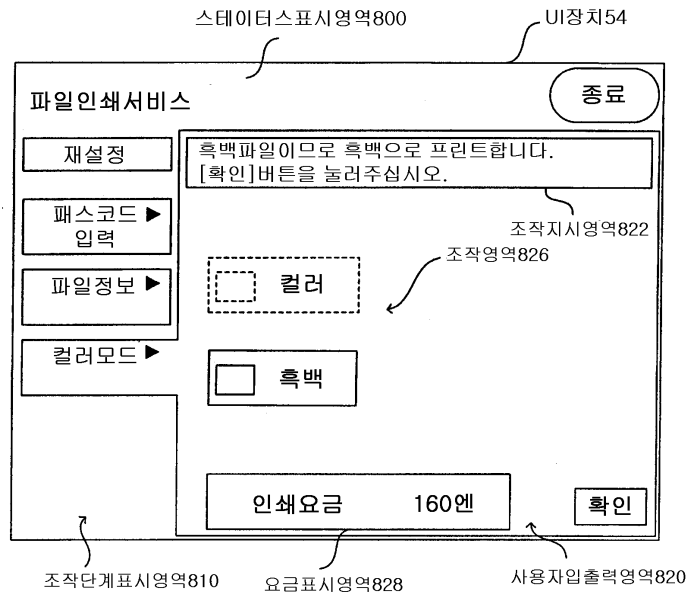 스테이터스표시영역800
UI장치54
파일인쇄서비스
종료
재설정
흑백파일이므로 흑백으로 프린트합니다.
[확인]버튼을 눌러주십시오.
조작지시영역822
패스코드 ▶
입력
조작영역826
파일정보 ▶
컬러
컬러모드 ▶
흑백
인쇄요금 160엔
확인
조작단계표시영역810
요금표시영역828
사용자입출력영역820